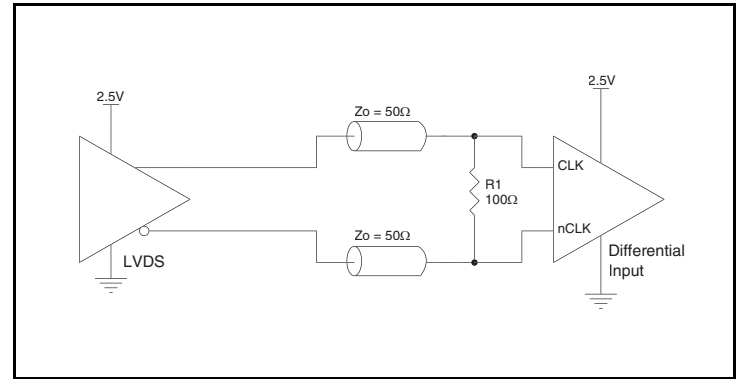 2.5V
LVDS
Zo = 50Ω
Zo = 50Ω
R1
100Ω
2.5V
CLK
nCLK
Differential
Input